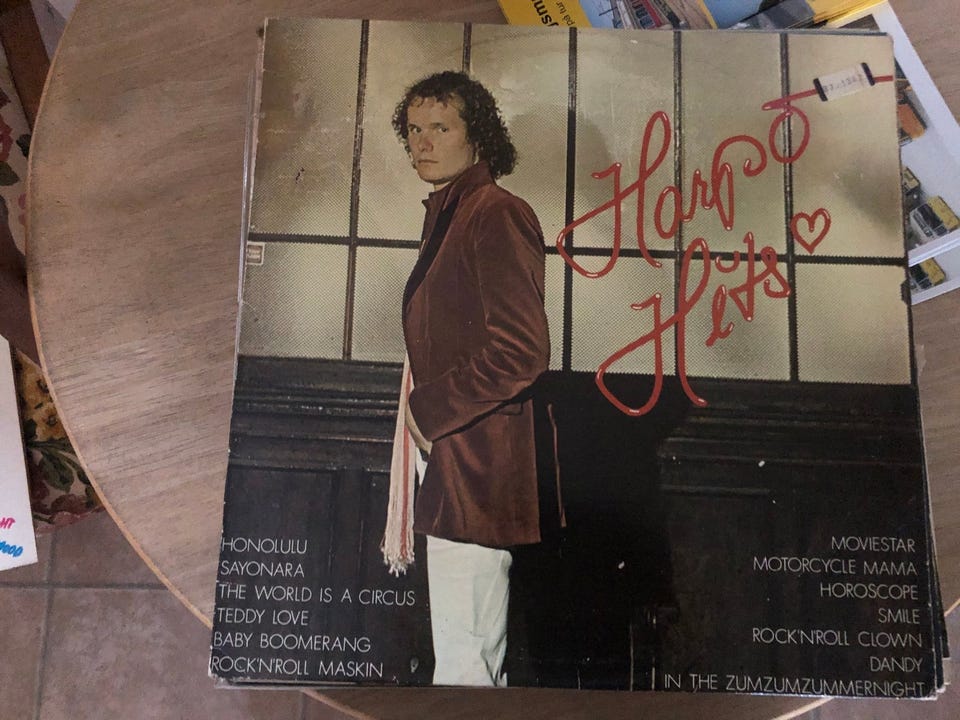 Harpo
Hits
HONOLULU
SAYONARA
THE WORLD IS A CIRCUS
TEDDY LOVE
BABY BOOMERANG
ROCK'N'ROLL MASKIN
MOVIESTAR
MOTORCYCLE MAMA
HOROSCOPE
SMILE
ROCK'N'ROLL CLOWN
DANDY
IN THE ZUMZUMZUMMERNIGHT